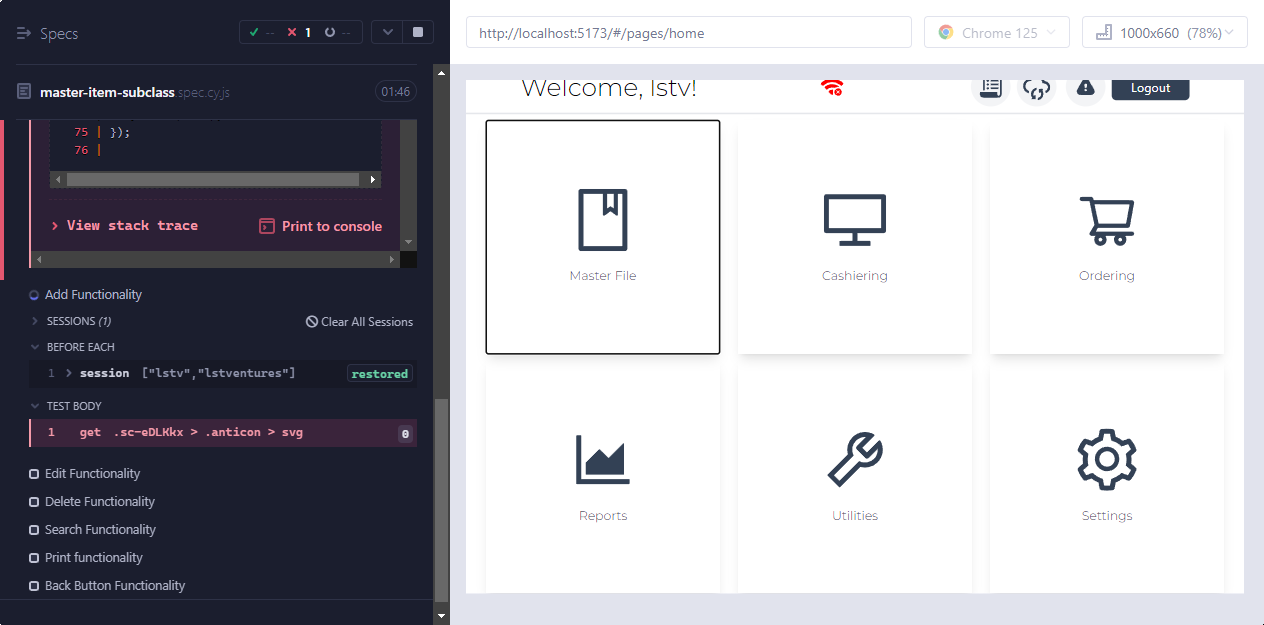 Specs
-- 1 --
master-item-subclass.spec.cy.js 01:46
75 | });
76 |
> View stack trace Print to console
Add Functionality
SESSIONS (1) Clear All Sessions
BEFORE EACH
1 session ["lstv","lstventures"] restored
TEST BODY
1 get .sc-eDLKkx > .anticon > svg 0
Edit Functionality
Delete Functionality
Search Functionality
Print functionality
Back Button Functionality
http://localhost:5173/#/pages/home Chrome 125 1000x660 (78%)
Welcome, lstv! Logout
Master File Cashiering Ordering
Reports Utilities Settings